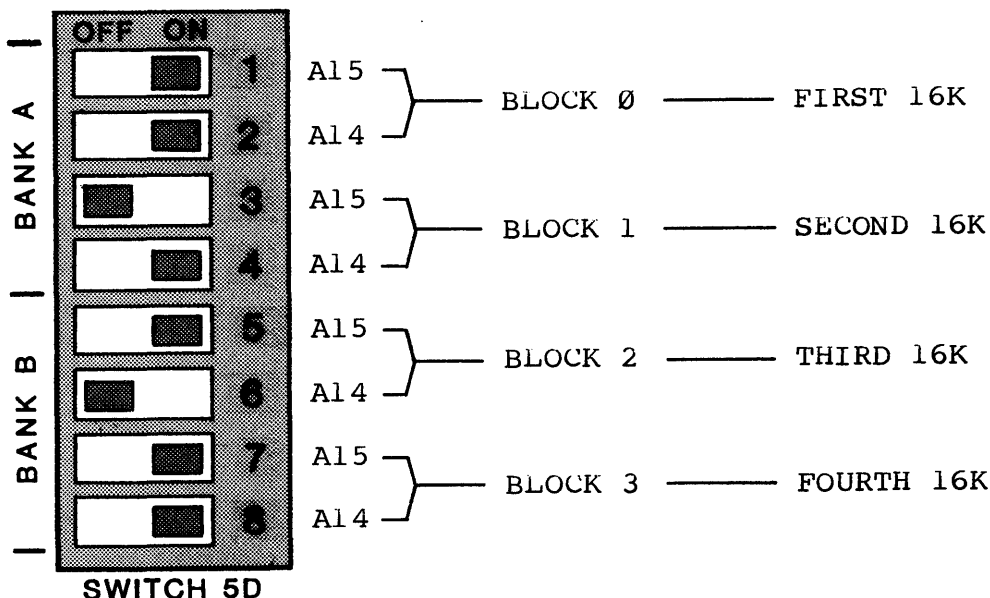 OFF ON
BANK A
BANK B
1 A15
2 A14
BLOCK Ø FIRST 16K
3 A15
4 A14
BLOCK 1 SECOND 16K
5 A15
6 A14
BLOCK 2 THIRD 16K
7 A15
8 A14
BLOCK 3 FOURTH 16K
SWITCH 5D